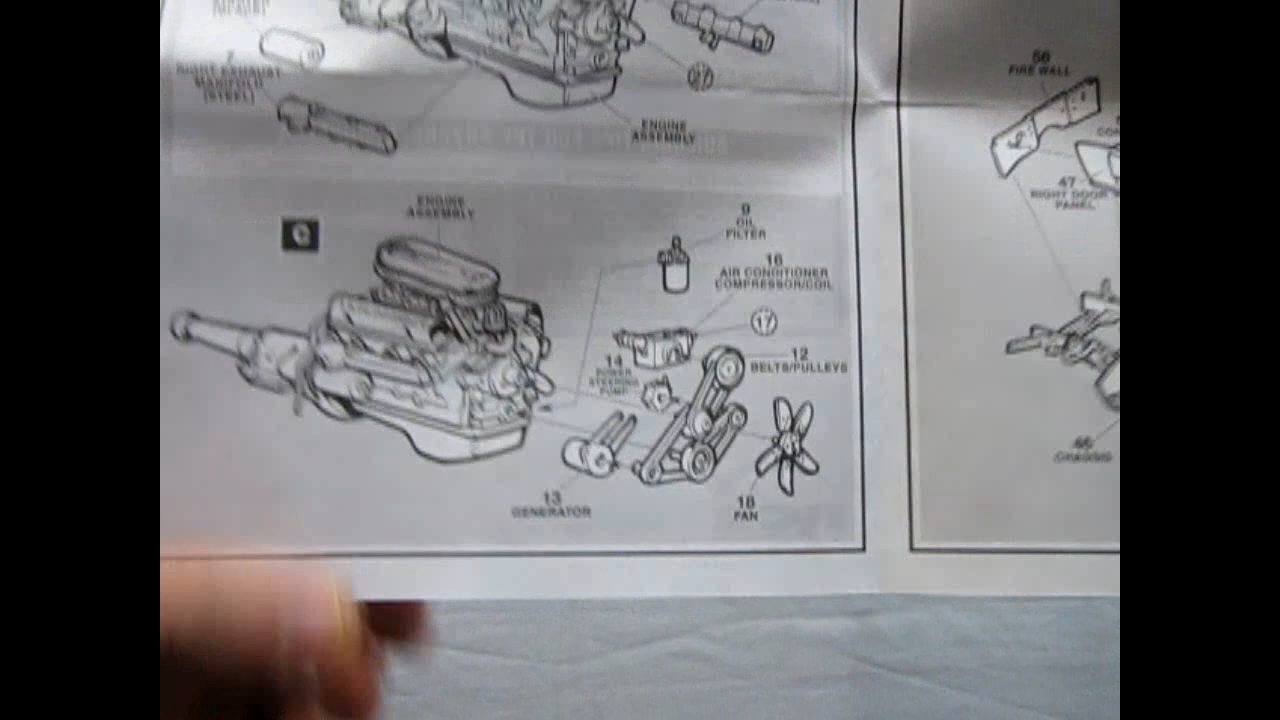 7
RIGHT EXHAUST
MANIFOLD
(STEEL)
27
ENGINE
ASSEMBLY
C
ENGINE
ASSEMBLY
9
OIL
FILTER
16
AIR CONDITIONER
COMPRESSOR/COIL
17
14
POWER
STEERING
PUMP
12
BELTS/PULLEYS
13
GENERATOR
18
FAN
56
FIRE WALL
47
RIGHT DOOR
PANEL
46
CHASSIS